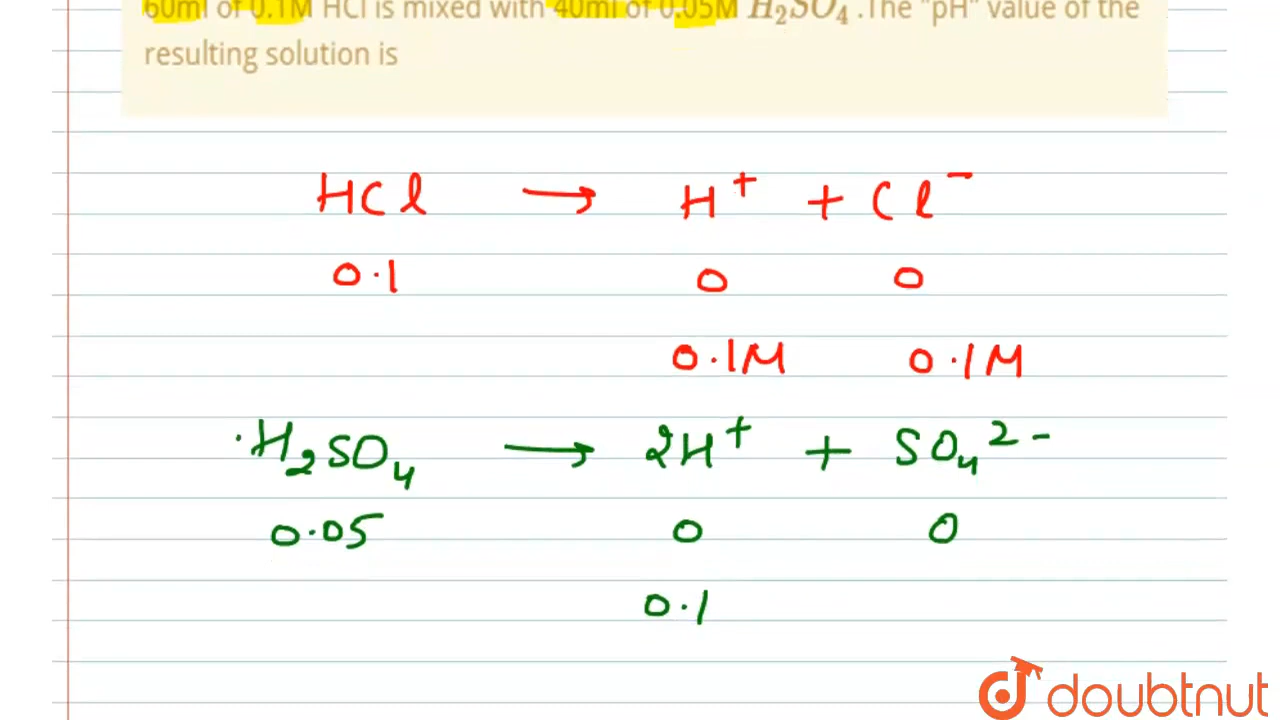 60ml of 0.1M HCl is mixed with 40ml of 0.05M H₂SO₄ .The "pH" value of the
resulting solution is
HCl → H⁺ + Cl⁻
0.1 0 0
0.1M 0.1M
H₂SO₄ → 2H⁺ + SO₄²⁻
0.05 0 0
0.1
doubtnut